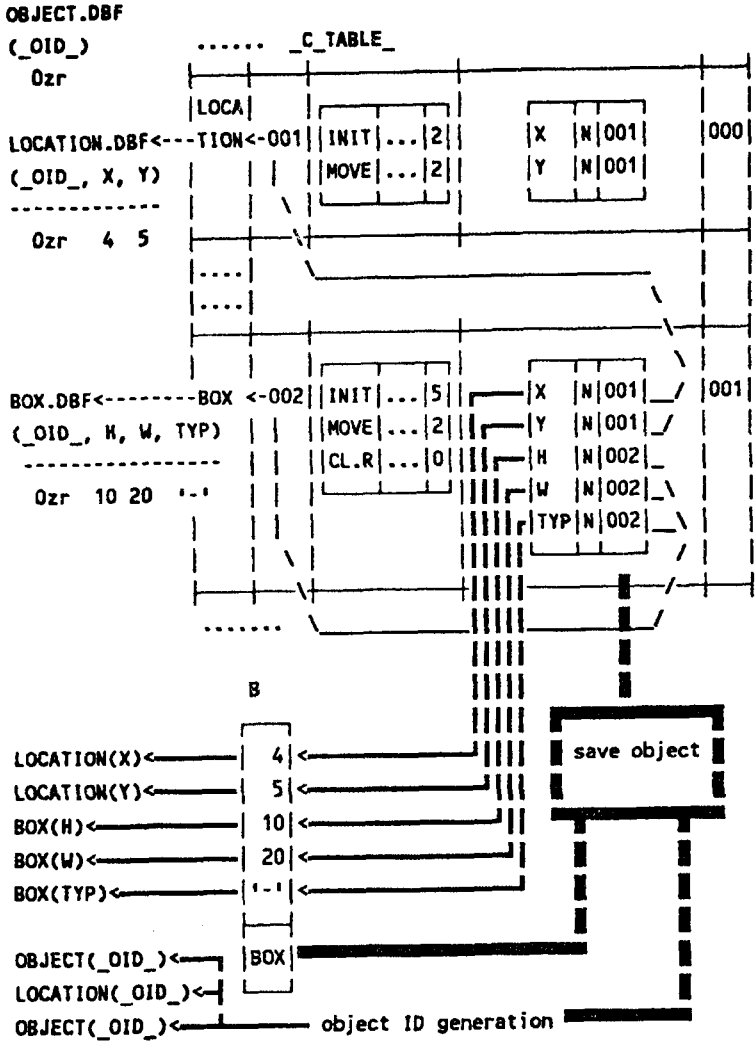 OBJECT.DBF
(_OID_) ...... _C_TABLE_
0zr
LOCA
LOCATION.DBF<---TION<-001 INIT ... 2 X N 001 000
(_OID_, X, Y) MOVE ... 2 Y N 001
-------------
0zr 4 5
....
....
BOX.DBF<--------BOX <-002 INIT ... 5 X N 001 001
(_OID_, H, W, TYP) MOVE ... 2 Y N 001
CL.R ... 0 H N 002
0zr 10 20 '-' W N 002
TYP N 002
.......
B
LOCATION(X)< 4 <
save object
LOCATION(Y)< 5 <
BOX(H)< 10 <
BOX(W)< 20 <
BOX(TYP)< '-' <
OBJECT(_OID_)< BOX
LOCATION(_OID_)<
OBJECT(_OID_)< object ID generation